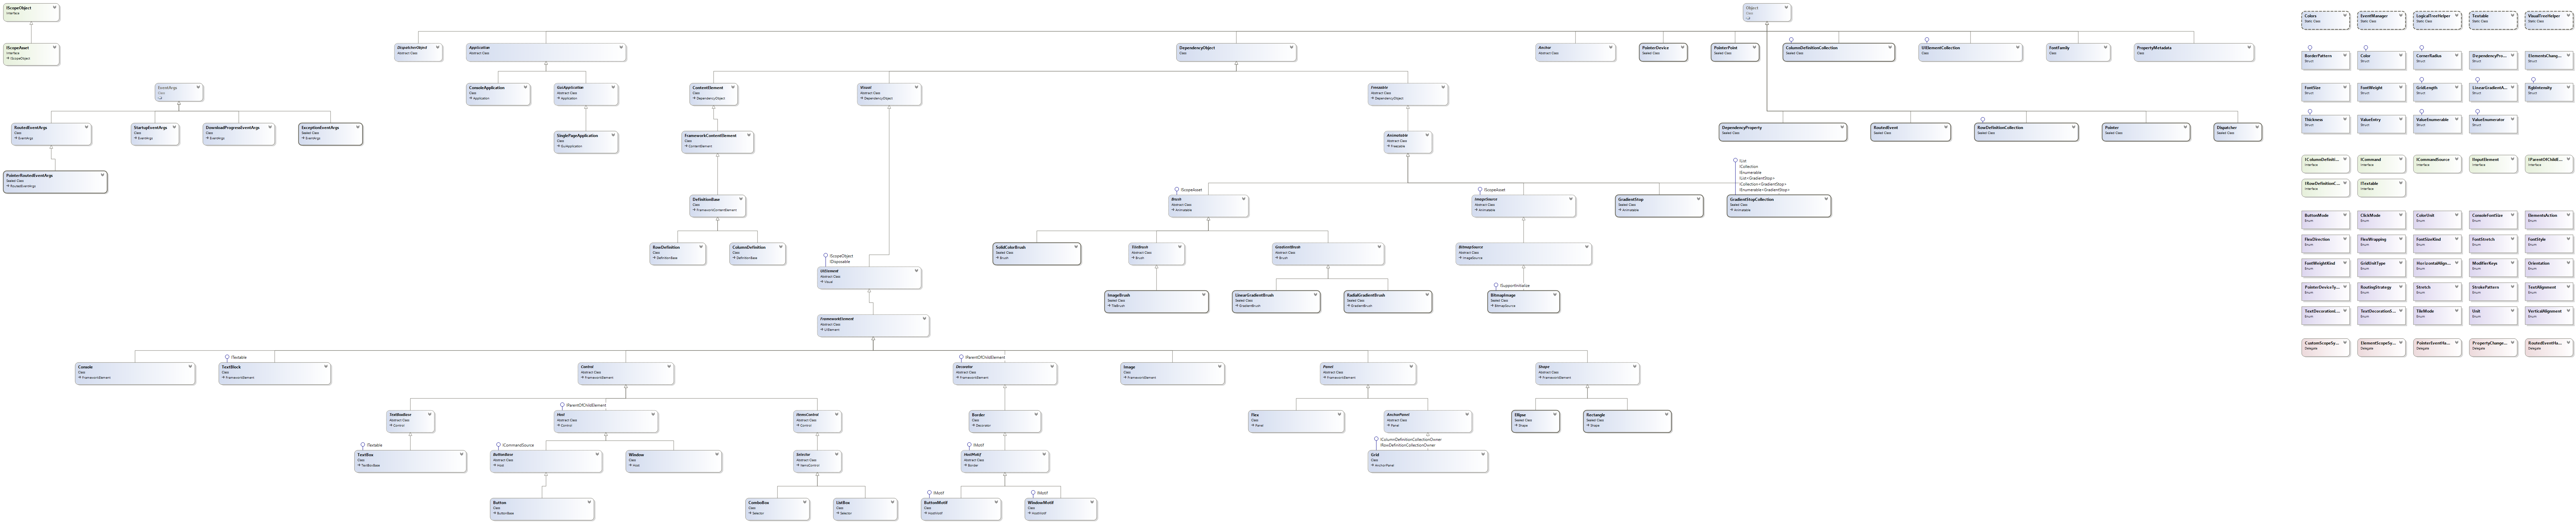 IScopeObject
Interface
Object
Class
Colors
Static Class
EventManager
Static Class
LogicalTreeHelper
Static Class
Textable
Static Class
VisualTreeHelper
Static Class
IScopeAsset
Interface
IScopeObject
DispatcherObject
Abstract Class
Application
Abstract Class
DependencyObject
Abstract Class
Anchor
Abstract Class
PointerDevice
Sealed Class
PointerPoint
Sealed Class
ColumnDefinitionCollection
Sealed Class
UIElementCollection
Class
FontFamily
Class
PropertyMetadata
Class
BorderPattern
Struct
Color
Struct
CornerRadius
Struct
DependencyPro...
Struct
ElementsChang...
Struct
EventArgs
Class
ConsoleApplication
Class
Application
GuiApplication
Abstract Class
Application
ContentElement
Class
DependencyObject
Visual
Abstract Class
DependencyObject
Freezable
Abstract Class
DependencyObject
FontSize
Struct
FontWeight
Struct
GridLength
Struct
LinearGradientA...
Struct
RgbIntensity
Struct
RoutedEventArgs
Class
EventArgs
StartupEventArgs
Class
EventArgs
DownloadProgressEventArgs
Class
EventArgs
ExceptionEventArgs
Sealed Class
EventArgs
SinglePageApplication
Class
GuiApplication
FrameworkContentElement
Class
ContentElement
Animatable
Abstract Class
Freezable
DependencyProperty
Sealed Class
RoutedEvent
Sealed Class
RowDefinitionCollection
Sealed Class
Pointer
Sealed Class
Dispatcher
Sealed Class
Thickness
Struct
ValueEntry
Struct
ValueEnumerable
Struct
ValueEnumerator
Struct
PointerRoutedEventArgs
Sealed Class
RoutedEventArgs
IList
ICollection
IEnumerable
IList<GradientStop>
ICollection<GradientStop>
IEnumerable<GradientStop>
IColumnDefiniti...
Interface
ICommand
Interface
ICommandSource
Interface
IInputElement
Interface
IParentOfChildE...
Interface
IRowDefinitionC...
Interface
ITextable
Interface
DefinitionBase
Class
FrameworkContentElement
IScopeAsset
Brush
Abstract Class
Animatable
IScopeAsset
ImageSource
Abstract Class
Animatable
GradientStop
Sealed Class
Animatable
GradientStopCollection
Sealed Class
Animatable
ButtonMode
Enum
ClickMode
Enum
ColorUnit
Enum
ConsoleFontSize
Enum
ElementsAction
Enum
RowDefinition
Class
DefinitionBase
ColumnDefinition
Class
DefinitionBase
SolidColorBrush
Sealed Class
Brush
TileBrush
Abstract Class
Brush
GradientBrush
Abstract Class
Brush
BitmapSource
Abstract Class
ImageSource
FlexDirection
Enum
FlexWrapping
Enum
FontSizeKind
Enum
FontStretch
Enum
FontStyle
Enum
IScopeObject
IDisposable
UIElement
Abstract Class
Visual
FontWeightKind
Enum
GridUnitType
Enum
HorizontalAlign...
Enum
ModifierKeys
Enum
Orientation
Enum
ImageBrush
Sealed Class
TileBrush
LinearGradientBrush
Sealed Class
GradientBrush
RadialGradientBrush
Sealed Class
GradientBrush
ISupportInitialize
BitmapImage
Sealed Class
BitmapSource
PointerDeviceTy...
Enum
RoutingStrategy
Enum
Stretch
Enum
StrokePattern
Enum
TextAlignment
Enum
FrameworkElement
Abstract Class
UIElement
TextDecorationL...
Enum
TextDecorationS...
Enum
TileMode
Enum
Unit
Enum
VerticalAlignment
Enum
CustomScopeSy...
Delegate
ElementScopeSy...
Delegate
PointerEventHa...
Delegate
PropertyChange...
Delegate
RoutedEventHa...
Delegate
Console
Class
FrameworkElement
ITextable
TextBlock
Class
FrameworkElement
Control
Abstract Class
FrameworkElement
IParentOfChildElement
Decorator
Abstract Class
FrameworkElement
Image
Class
FrameworkElement
Panel
Abstract Class
FrameworkElement
Shape
Abstract Class
FrameworkElement
TextBoxBase
Abstract Class
Control
IParentOfChildElement
Host
Abstract Class
Control
ItemsControl
Abstract Class
Control
Border
Class
Decorator
Flex
Class
Panel
AnchorPanel
Abstract Class
Panel
Ellipse
Sealed Class
Shape
Rectangle
Sealed Class
Shape
ITextable
TextBox
Class
TextBoxBase
ICommandSource
ButtonBase
Abstract Class
Host
Window
Class
Host
Selector
Abstract Class
ItemsControl
IMotif
HostMotif
Abstract Class
Border
IColumnDefinitionCollectionOwner
IRowDefinitionCollectionOwner
Grid
Class
AnchorPanel
Button
Class
ButtonBase
ComboBox
Class
Selector
ListBox
Class
Selector
IMotif
ButtonMotif
Class
HostMotif
IMotif
WindowMotif
Class
HostMotif